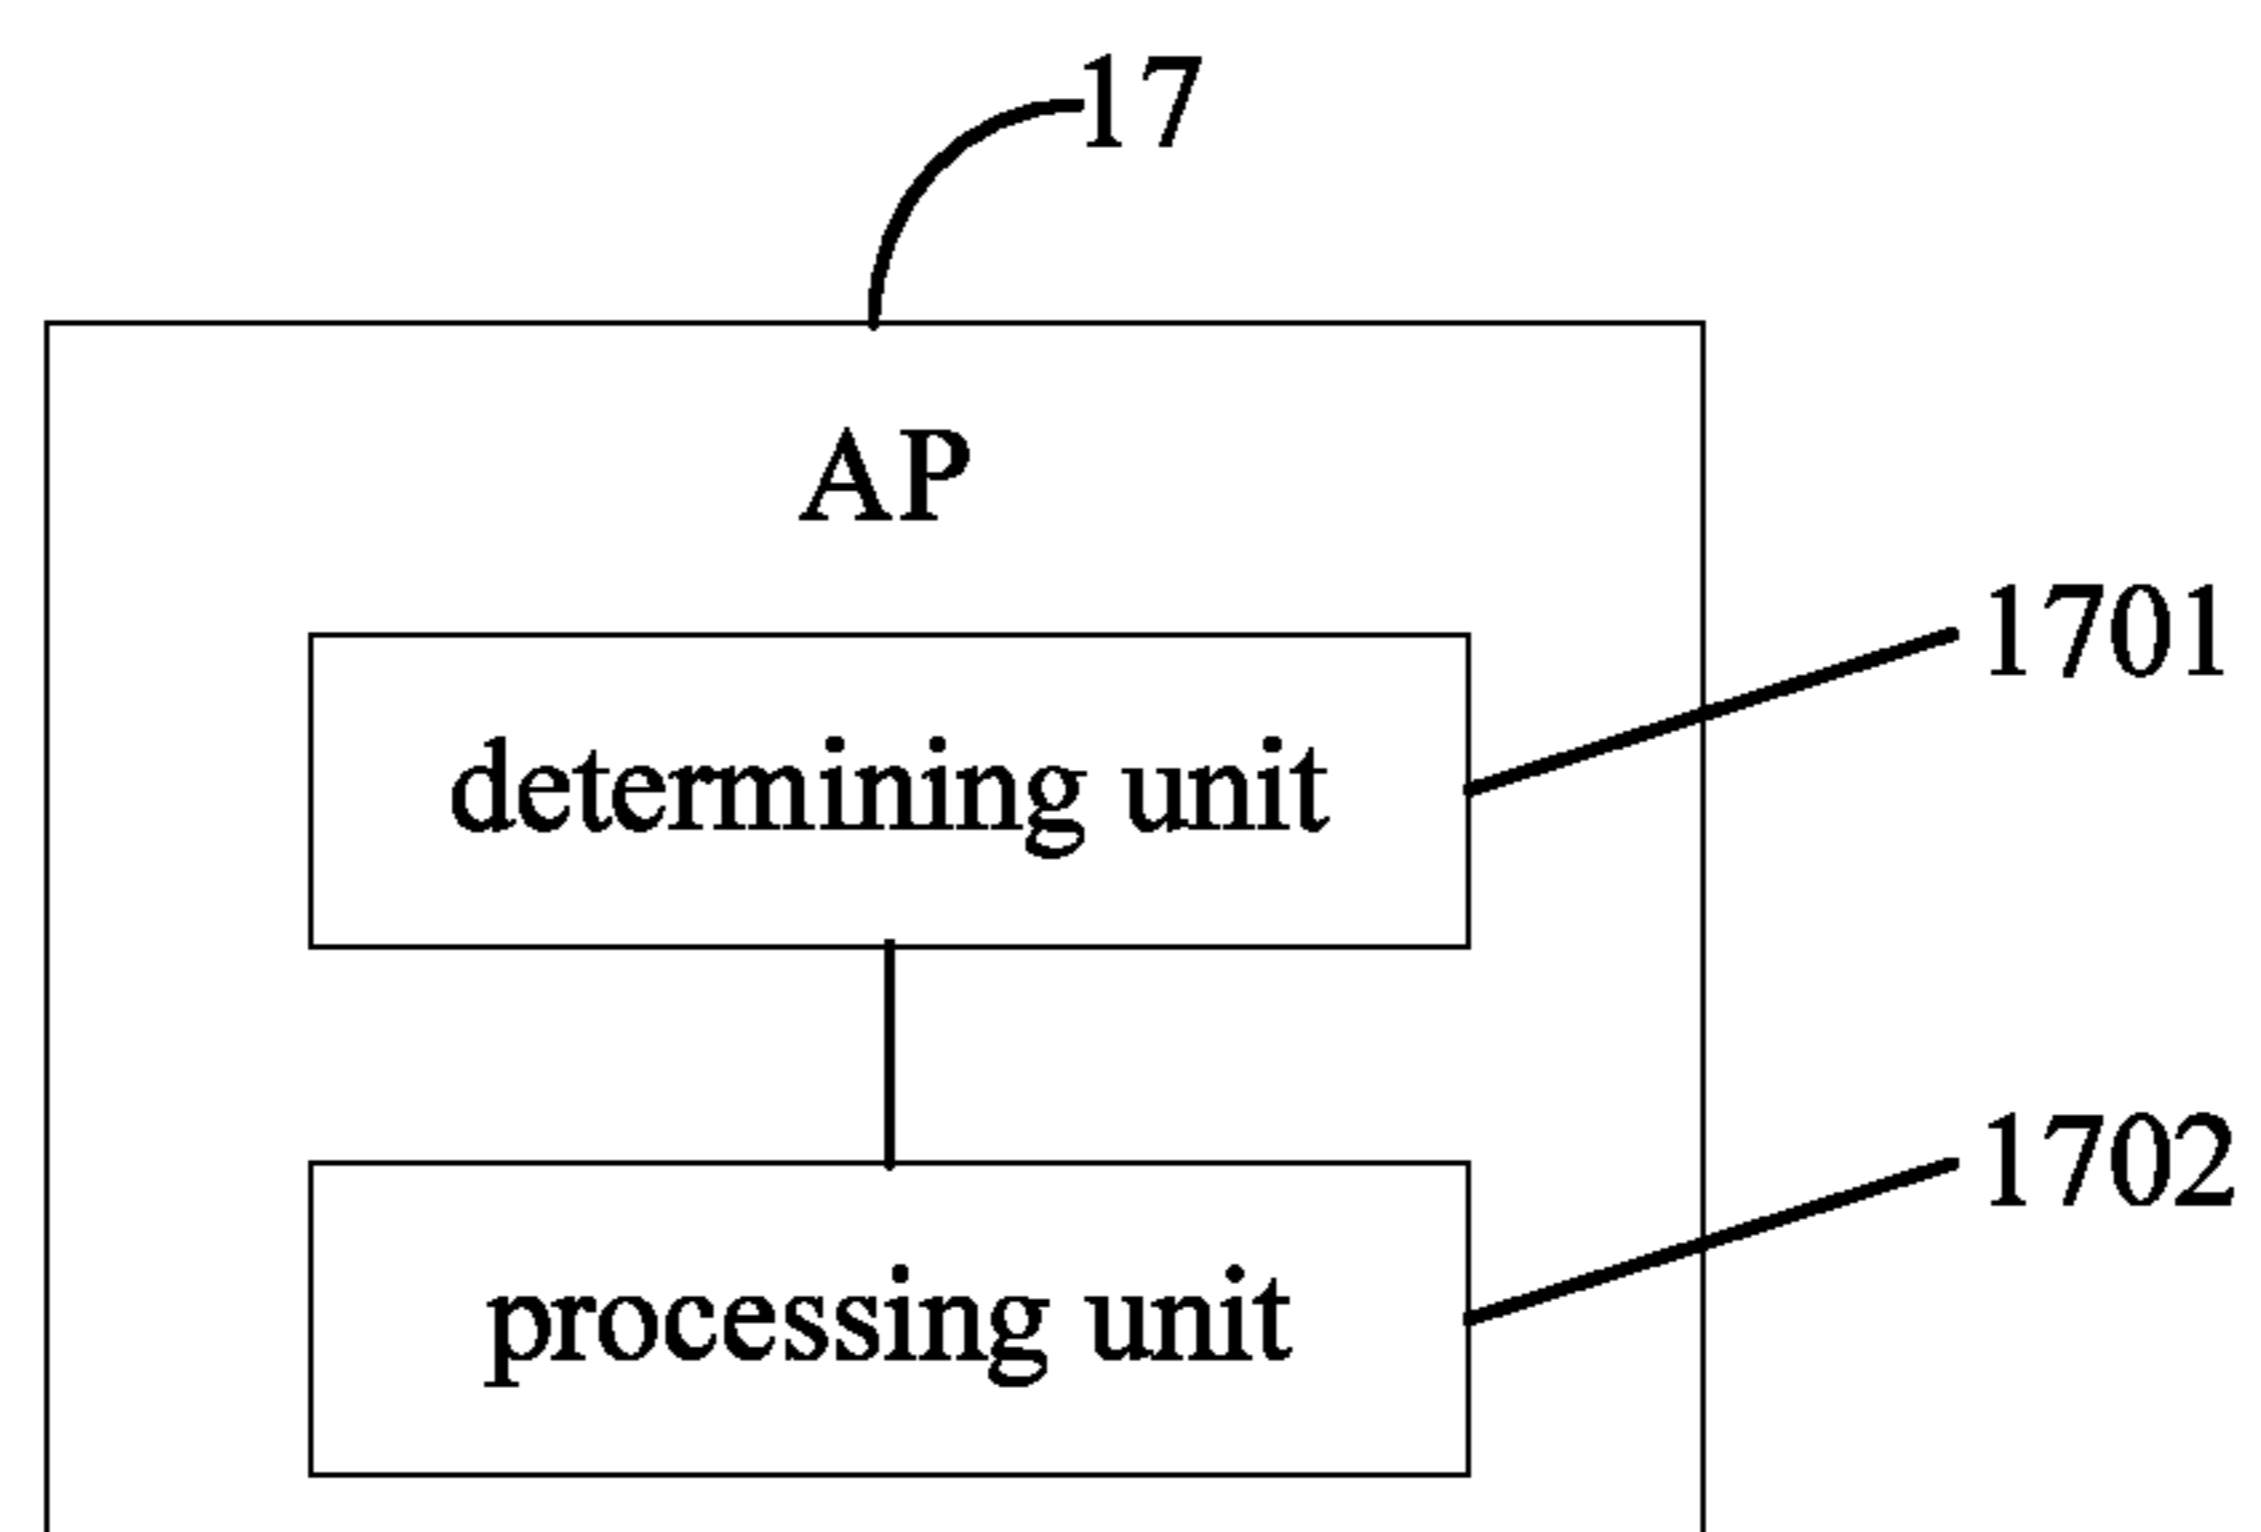 17
AP
1701
determining unit
1702
processing unit